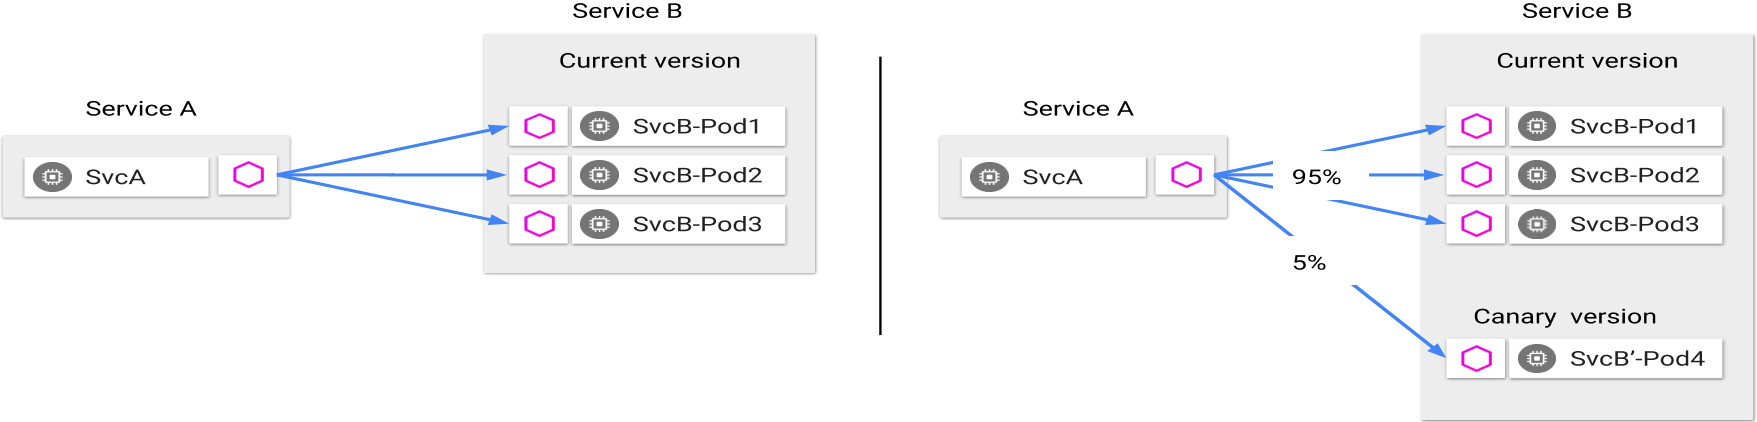 Service B
Current version
Service A
SvcA
SvcB-Pod1
SvcB-Pod2
SvcB-Pod3
Service B
Current version
Service A
SvcA
95%
5%
SvcB-Pod1
SvcB-Pod2
SvcB-Pod3
Canary version
SvcB’-Pod4